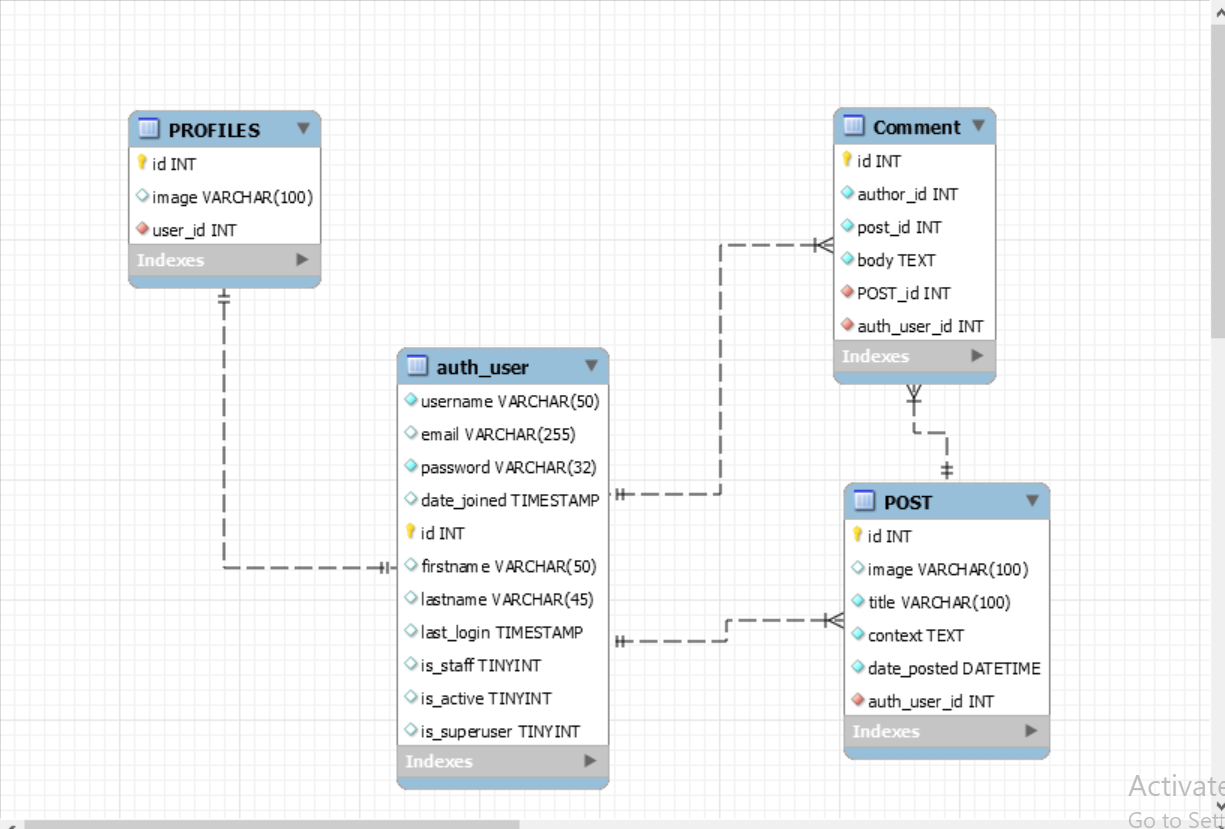 PROFILES
id INT
image VARCHAR(100)
user_id INT
Indexes
auth_user
username VARCHAR(50)
email VARCHAR(255)
password VARCHAR(32)
date_joined TIMESTAMP
id INT
firstname VARCHAR(50)
lastname VARCHAR(45)
last_login TIMESTAMP
is_staff TINYINT
is_active TINYINT
is_superuser TINYINT
Indexes
Comment
id INT
author_id INT
post_id INT
body TEXT
POST_id INT
auth_user_id INT
Indexes
POST
id INT
image VARCHAR(100)
title VARCHAR(100)
context TEXT
date_posted DATETIME
auth_user_id INT
Indexes
Activate
Go to Sett